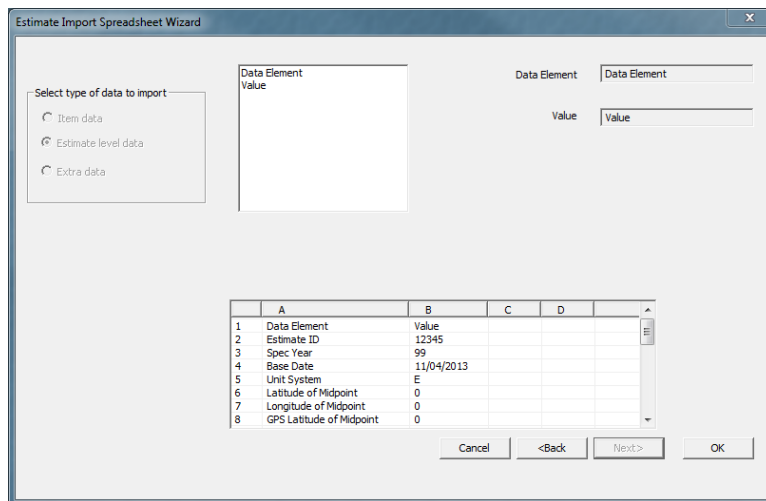 Estimate Import Spreadsheet Wizard
X
Select type of data to import
Item data
Estimate level data
Extra data
Data Element
Value
Data Element Data Element
Value Value
A B C D
1 Data Element Value
2 Estimate ID 12345
3 Spec Year 99
4 Base Date 11/04/2013
5 Unit System E
6 Latitude of Midpoint 0
7 Longitude of Midpoint 0
8 GPS Latitude of Midpoint 0
Cancel <Back Next> OK